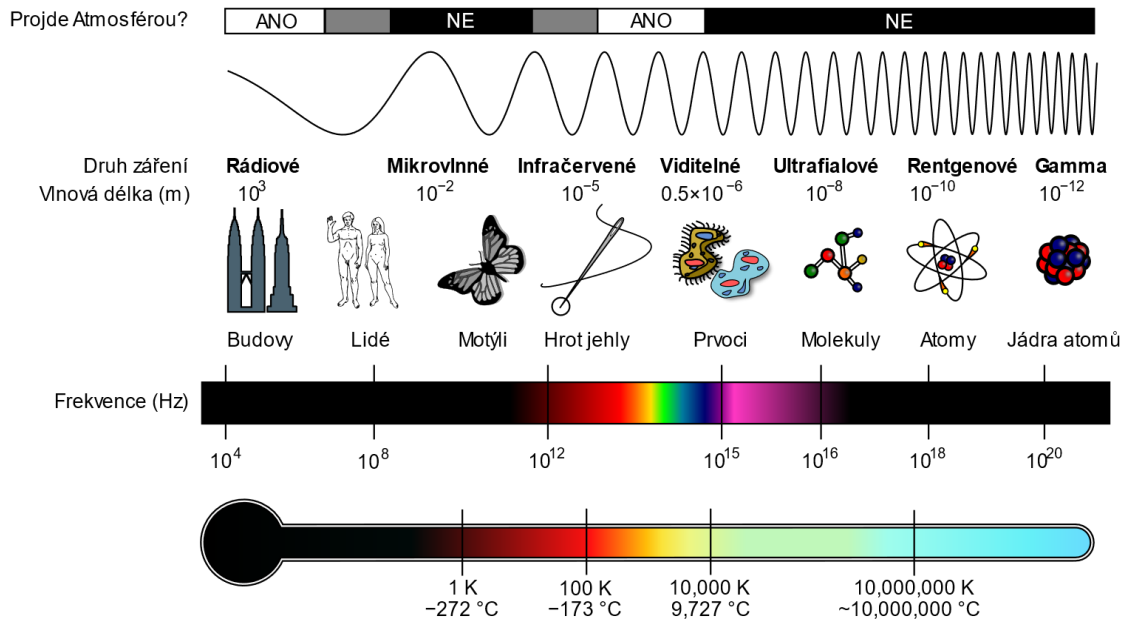 Projde Atmosférou? ANO NE ANO NE
Druh záření Rádiové Mikrovlnné Infračervené Viditelné Ultrafialové Rentgenové Gamma
Vlnová délka (m) 10³ 10⁻² 10⁻⁵ 0.5×10⁻⁶ 10⁻⁸ 10⁻¹⁰ 10⁻¹²
Budovy Lidé Motýli Hrot jehly Prvoci Molekuly Atomy Jádra atomů
Frekvence (Hz)
10⁴ 10⁸ 10¹² 10¹⁵ 10¹⁶ 10¹⁸ 10²⁰
1 K 100 K 10,000 K 10,000,000 K
−272 °C −173 °C 9,727 °C ~10,000,000 °C